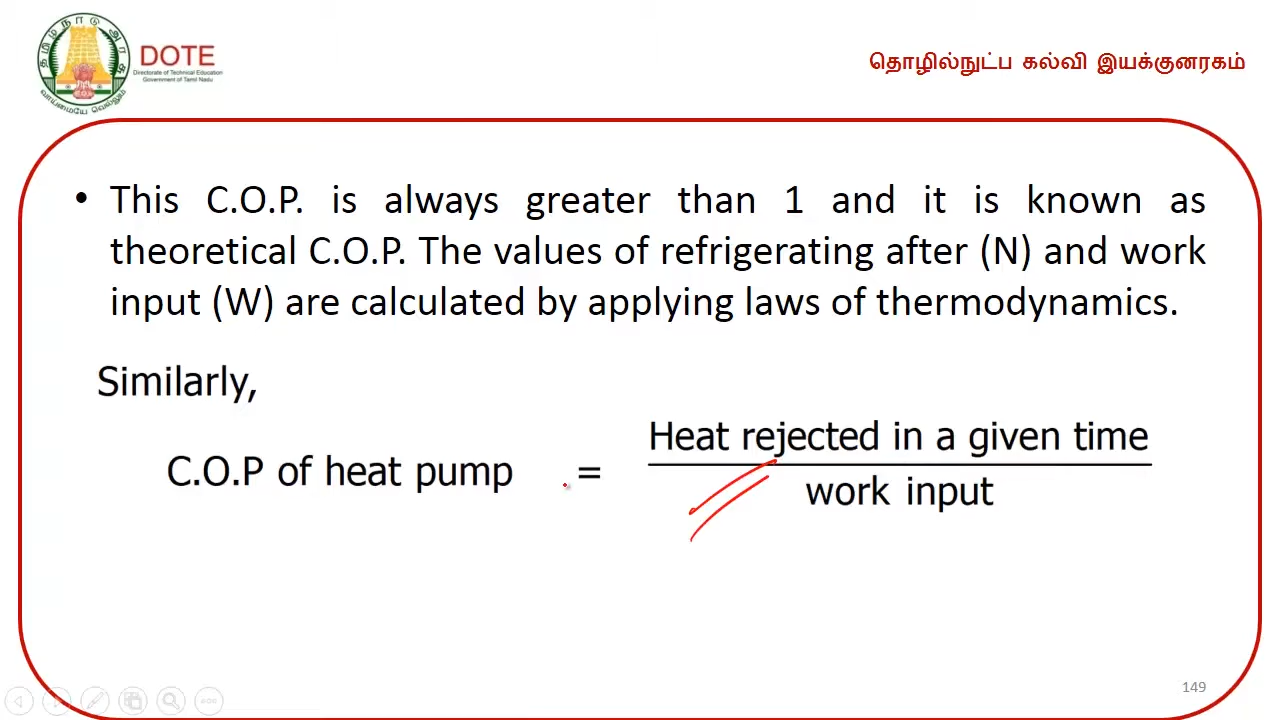 தமிழ்நாடு அரசு
வாய்மையே வெல்லும்
DOTE
Directorate of Technical Education
Government of Tamil Nadu
தொழில்நுட்ப கல்வி இயக்குனரகம்
• This C.O.P. is always greater than 1 and it is known as
theoretical C.O.P. The values of refrigerating after (N) and work
input (W) are calculated by applying laws of thermodynamics.
Similarly,
Heat rejected in a given time
C.O.P of heat pump =
work input
149